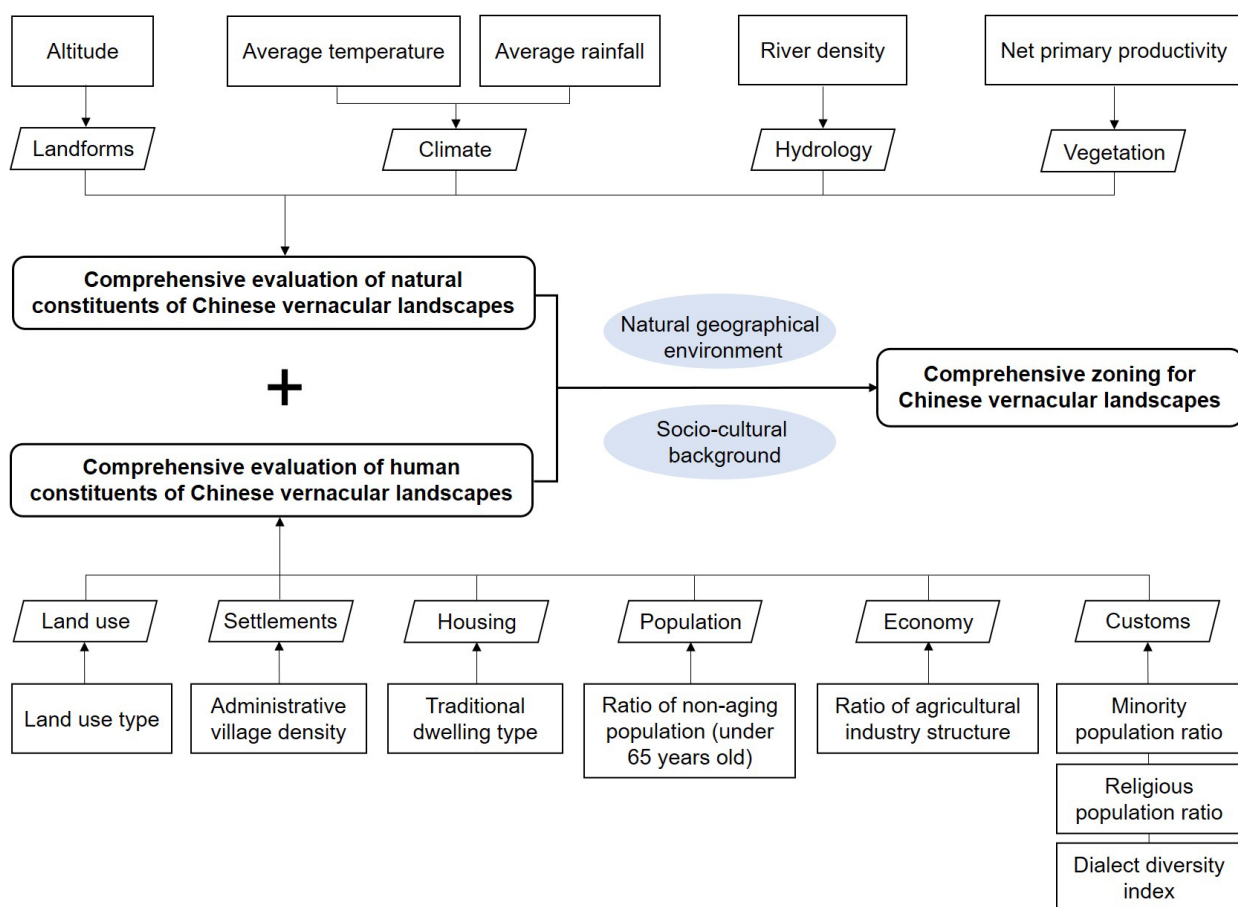 Altitude
Average temperature
Average rainfall
River density
Net primary productivity
Landforms
Climate
Hydrology
Vegetation
Comprehensive evaluation of natural
constituents of Chinese vernacular landscapes
Natural geographical
environment
+
Comprehensive zoning for
Chinese vernacular landscapes
Socio-cultural
background
Comprehensive evaluation of human
constituents of Chinese vernacular landscapes
Land use
Settlements
Housing
Population
Economy
Customs
Land use type
Administrative
village density
Traditional
dwelling type
Ratio of non-aging
population (under
65 years old)
Ratio of agricultural
industry structure
Minority
population ratio
Religious
population ratio
Dialect diversity
index